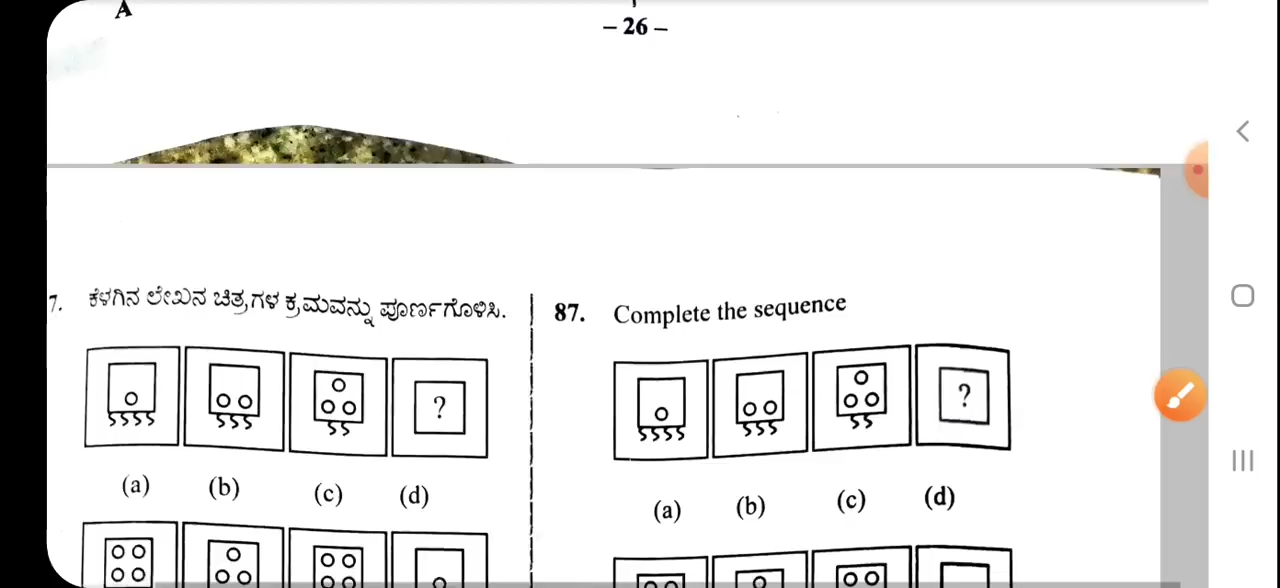 A
– 26 –
7. ಕೆಳಗಿನ ಲೇಖನ ಚಿತ್ರಗಳ ಕ್ರಮವನ್ನು ಪೂರ್ಣಗೊಳಿಸಿ.
?
(a) (b) (c) (d)
87. Complete the sequence
?
(a) (b) (c) (d)